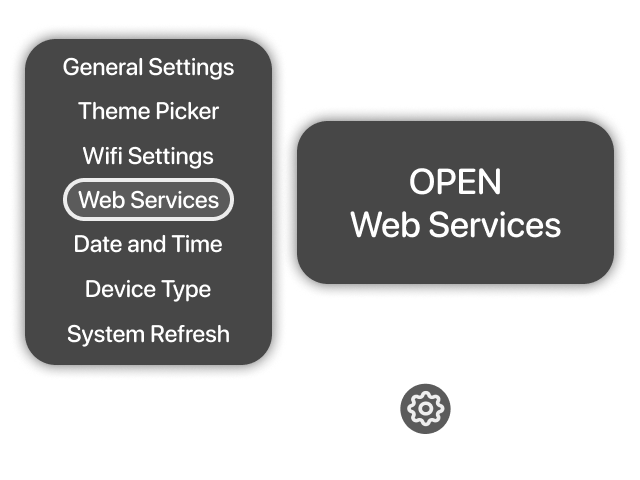 General Settings
Theme Picker
Wifi Settings
Web Services
Date and Time
Device Type
System Refresh
OPEN
Web Services